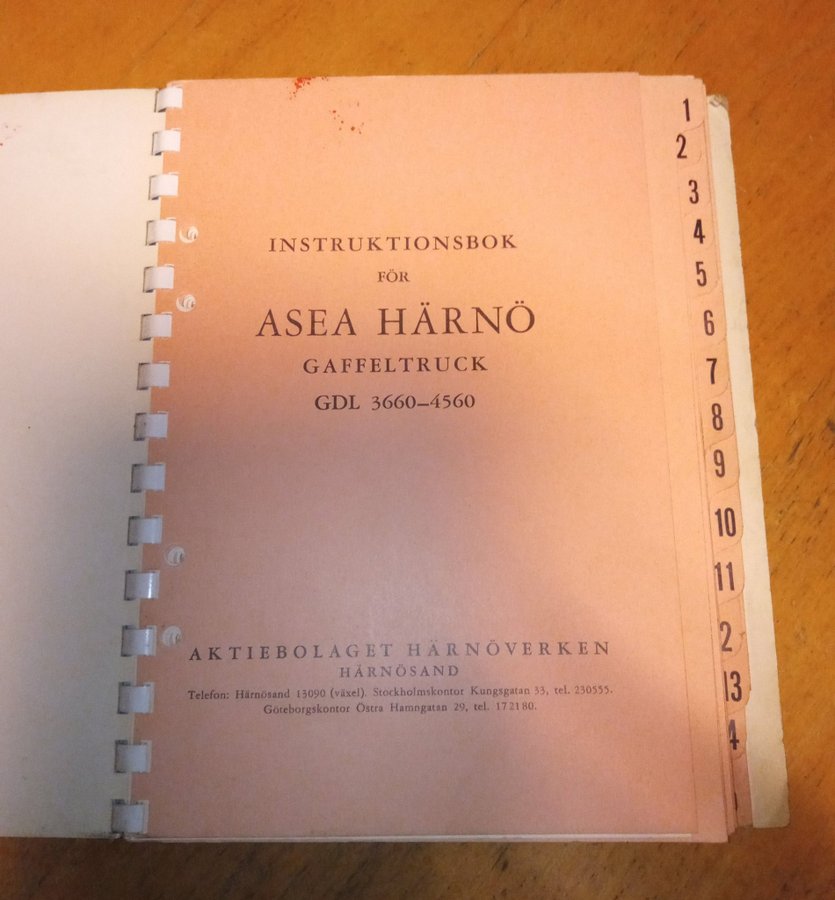 INSTRUKTIONSBOK
FÖR
ASEA HÄRNÖ
GAFFELTRUCK
GDL 3660–4560
AKTIEBOLAGET HÄRNÖVERKEN
HÄRNÖSAND
Telefon: Härnösand 13090 (växel). Stockholmskontor Kungsgatan 33, tel. 230555.
Göteborgskontor Östra Hamngatan 29, tel. 172180.
1
2
3
4
5
6
7
8
9
10
11
2
13
4